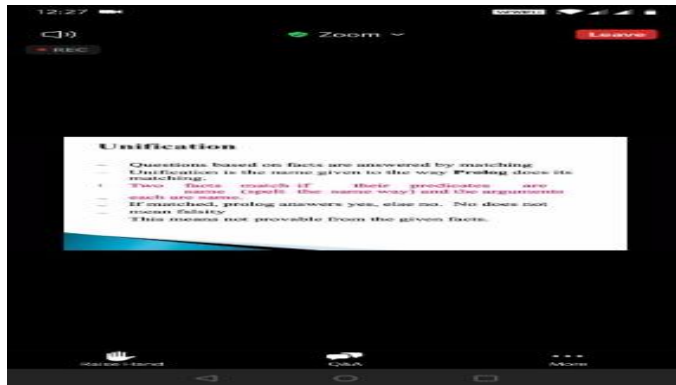 12:27
Zoom
Leave
REC
Unification
Questions based on facts are answered by matching
Unification is the name given to the way Prolog does its
matching.
Two facts match if their predicates are
name (spelt the same way) and the arguments
each are same.
If matched, prolog answers yes, else no. No does not
mean falsity
This means not provable from the given facts.
Raise Hand
Q&A
More